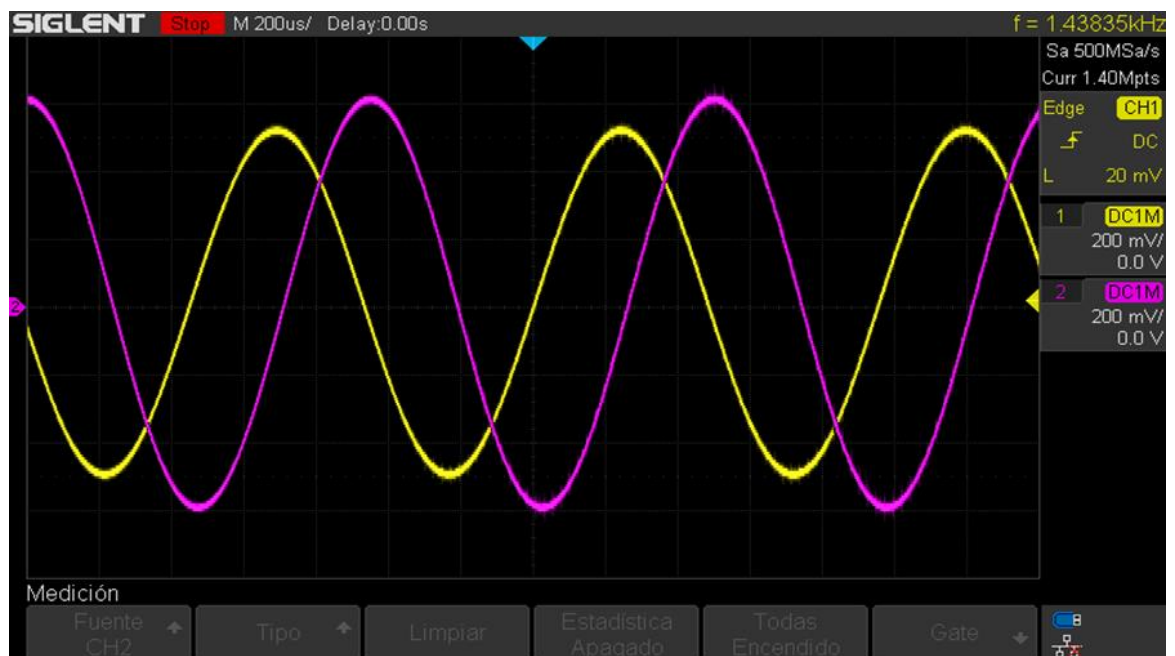 SIGLENT Stop M 200us/ Delay:0.00s f = 1.43835kHz
Sa 500MSa/s
Curr 1.40Mpts
Edge CH1
DC
L 20 mV
1 DC1M
200 mV/
0.0 V
2 DC1M
200 mV/
0.0 V
2
Medición
Fuente
CH2
Tipo
Limpiar
Estadística
Apagado
Todas
Encendido
Gate